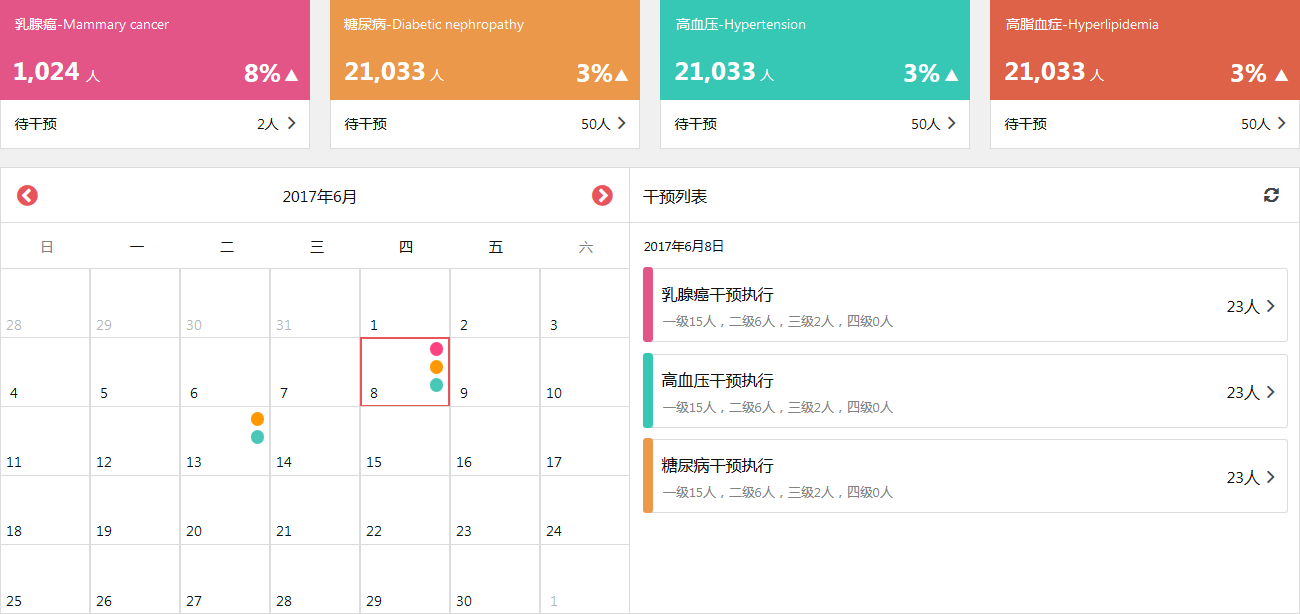 乳腺癌-Mammary cancer
1,024 人 8%▲
待干预 2人
糖尿病-Diabetic nephropathy
21,033 人 3%▲
待干预 50人
高血压-Hypertension
21,033 人 3%▲
待干预 50人
高脂血症-Hyperlipidemia
21,033 人 3% ▲
待干预 50人
2017年6月
日 一 二 三 四 五 六
28 29 30 31 1 2 3
4 5 6 7 8 9 10
11 12 13 14 15 16 17
18 19 20 21 22 23 24
25 26 27 28 29 30 1
干预列表
2017年6月8日
乳腺癌干预执行
一级15人，二级6人，三级2人，四级0人
23人
高血压干预执行
一级15人，二级6人，三级2人，四级0人
23人
糖尿病干预执行
一级15人，二级6人，三级2人，四级0人
23人